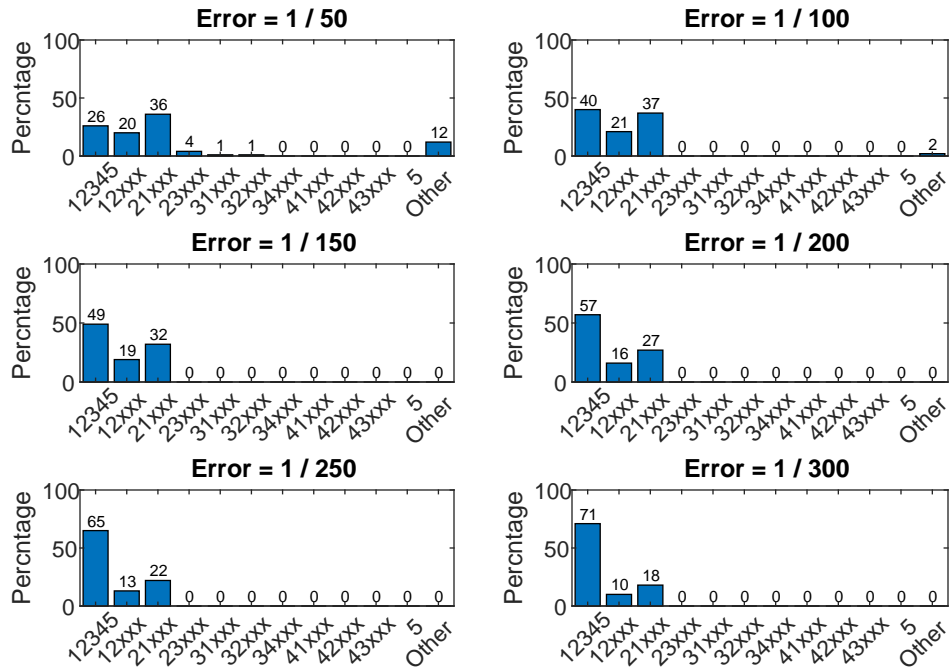 Error = 1 / 50
Percntage
100
50
0
26 20 36 4 1 1 0 0 0 0 12
12345 12xxx 21xxx 23xxx 31xxx 32xxx 34xxx 41xxx 42xxx 43xxx 5 Other
Error = 1 / 100
Percntage
100
50
0
40 21 37 0 0 0 0 0 0 0 0 2
12345 12xxx 21xxx 23xxx 31xxx 32xxx 34xxx 41xxx 42xxx 43xxx 5 Other
Error = 1 / 150
Percntage
100
50
0
49 19 32 0 0 0 0 0 0 0 0 0
12345 12xxx 21xxx 23xxx 31xxx 32xxx 34xxx 41xxx 42xxx 43xxx 5 Other
Error = 1 / 200
Percntage
100
50
0
57 16 27 0 0 0 0 0 0 0 0 0
12345 12xxx 21xxx 23xxx 31xxx 32xxx 34xxx 41xxx 42xxx 43xxx 5 Other
Error = 1 / 250
Percntage
100
50
0
65 13 22 0 0 0 0 0 0 0 0 0
12345 12xxx 21xxx 23xxx 31xxx 32xxx 34xxx 41xxx 42xxx 43xxx 5 Other
Error = 1 / 300
Percntage
100
50
0
71 10 18 0 0 0 0 0 0 0 0 0
12345 12xxx 21xxx 23xxx 31xxx 32xxx 34xxx 41xxx 42xxx 43xxx 5 Other